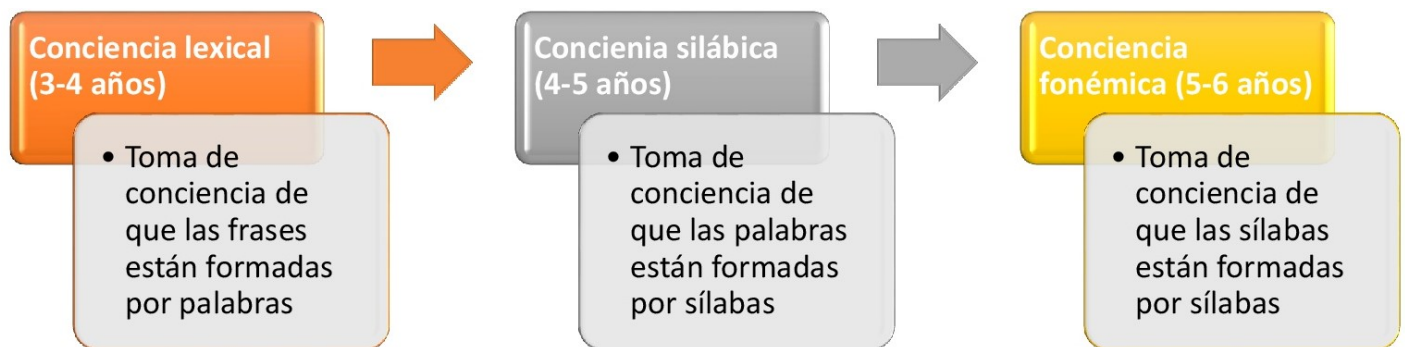 Conciencia lexical
(3-4 años)
• Toma de
conciencia de
que las frases
están formadas
por palabras
Concienia silábica
(4-5 años)
• Toma de
conciencia de
que las palabras
están formadas
por sílabas
Conciencia
fonémica (5-6 años)
• Toma de
conciencia de
que las sílabas
están formadas
por sílabas